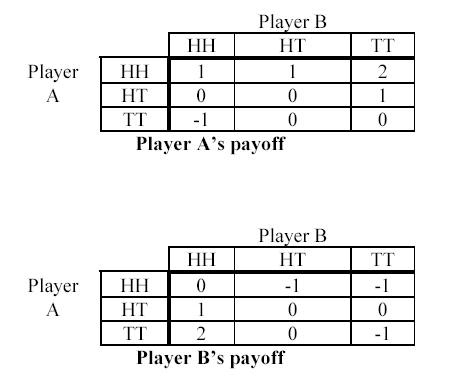 Player B
HH HT TT
Player HH 1 1 2
A HT 0 0 1
TT -1 0 0
Player A's payoff
Player B
HH HT TT
Player HH 0 -1 -1
A HT 1 0 0
TT 2 0 -1
Player B's payoff